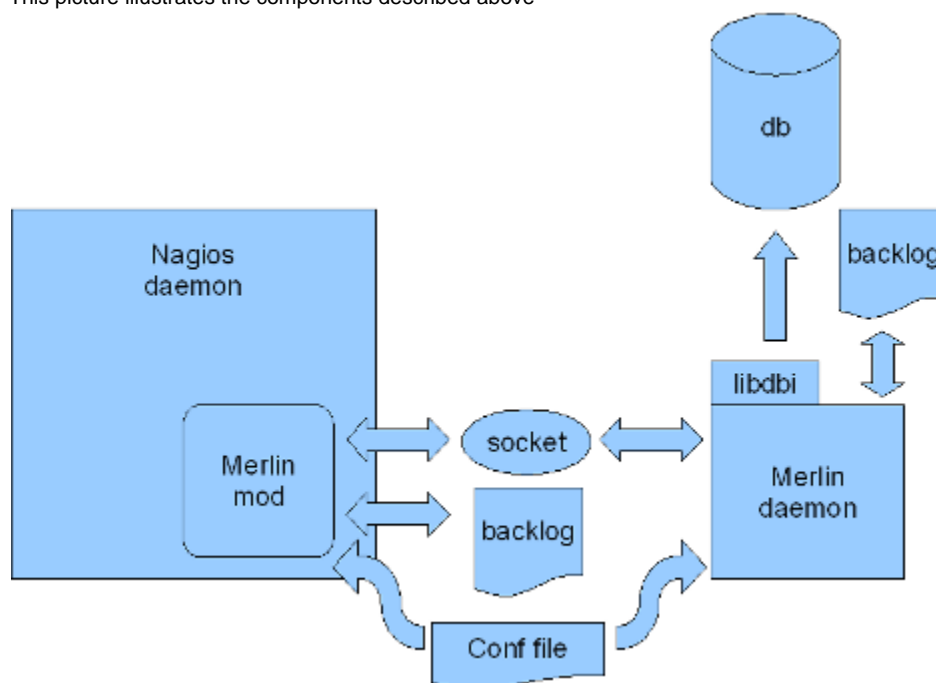 This picture illustrates the components described above
db
Nagios
daemon
backlog
libdbi
Merlin
mod
socket
Merlin
daemon
backlog
Conf file